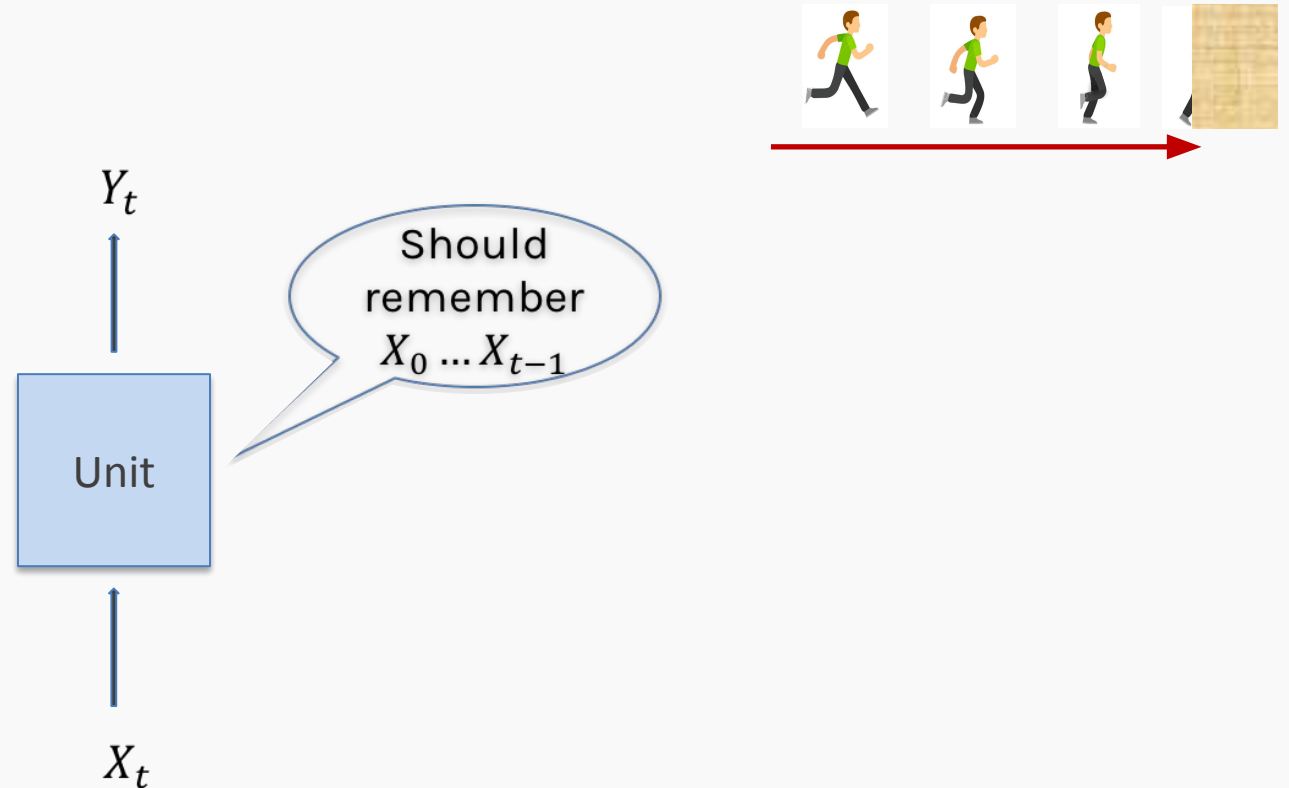 Y_t
Should
remember
X_0 ... X_{t-1}
Unit
X_t